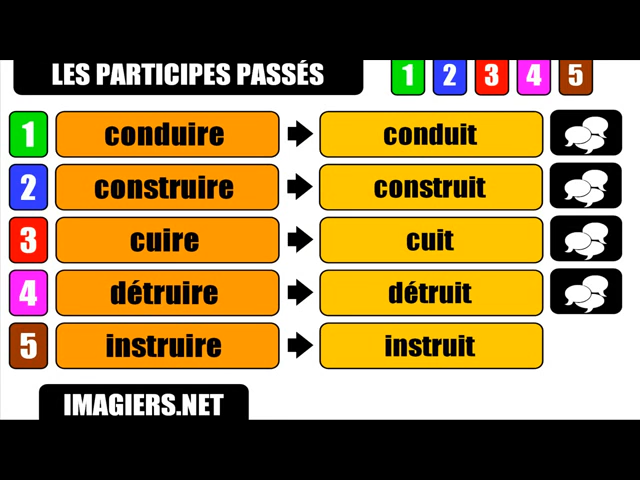 LES PARTICIPES PASSÉS 1 2 3 4 5
1 conduire conduit
2 construire construit
3 cuire cuit
4 détruire détruit
5 instruire instruit
IMAGIERS.NET